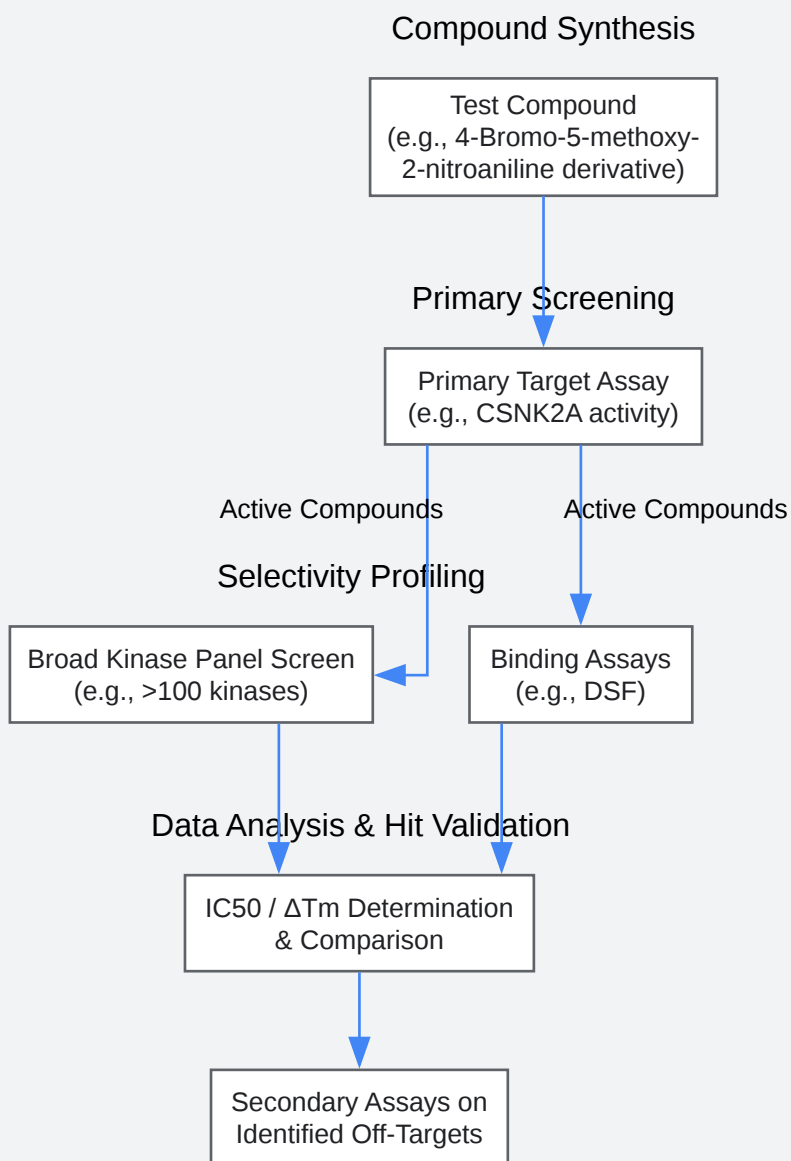 Compound Synthesis
Test Compound
(e.g., 4-Bromo-5-methoxy-
2-nitroaniline derivative)
Primary Screening
Primary Target Assay
(e.g., CSNK2A activity)
Active Compounds
Active Compounds
Selectivity Profiling
Broad Kinase Panel Screen
(e.g., >100 kinases)
Binding Assays
(e.g., DSF)
Data Analysis & Hit Validation
IC50 / ΔTm Determination
& Comparison
Secondary Assays on
Identified Off-Targets